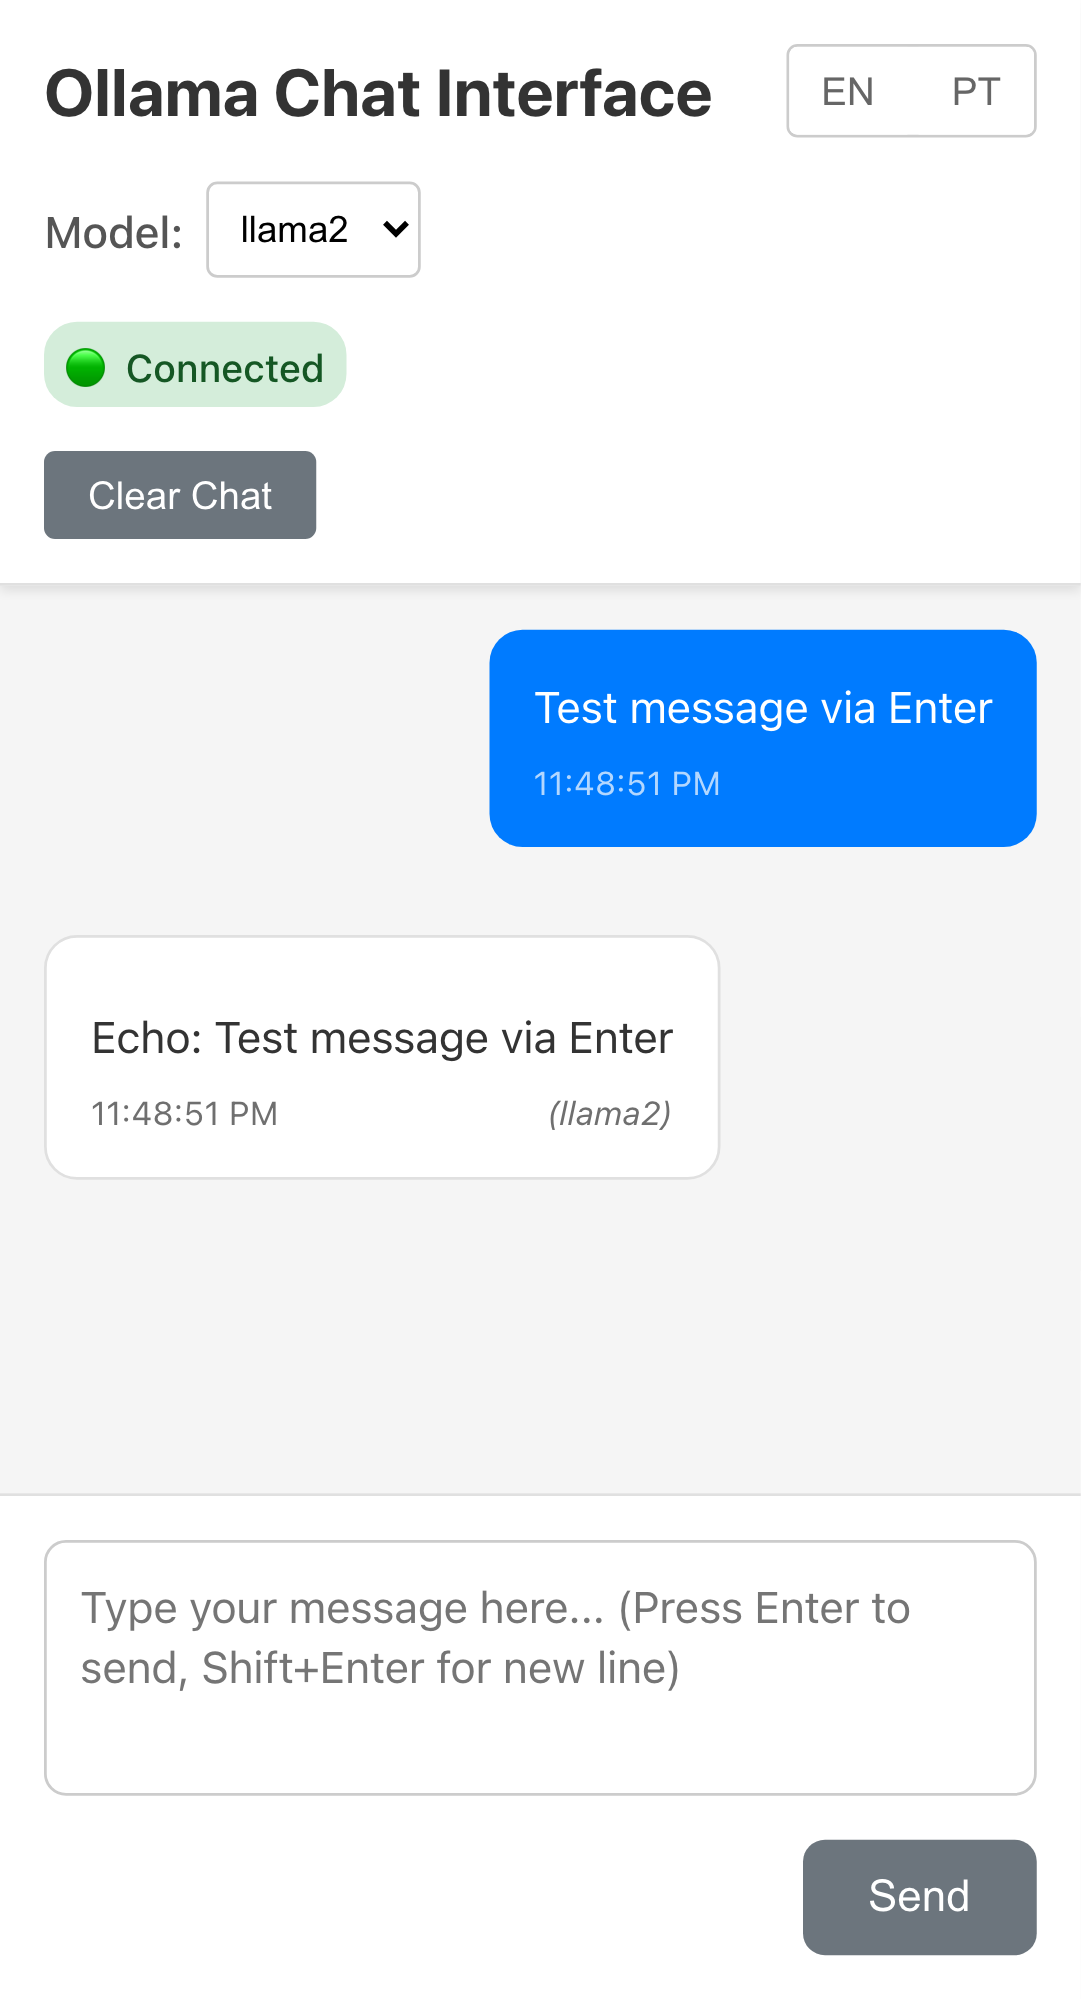 Ollama Chat Interface
EN PT
Model: llama2
Connected
Clear Chat
Test message via Enter
11:48:51 PM
Echo: Test message via Enter
11:48:51 PM (llama2)
Type your message here... (Press Enter to
send, Shift+Enter for new line)
Send